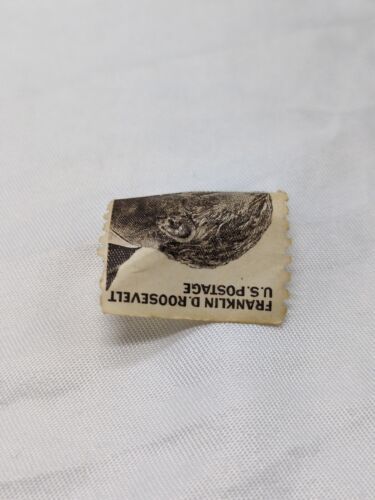 FRANKLIN D. ROOSEVELT
U.S. POSTAGE